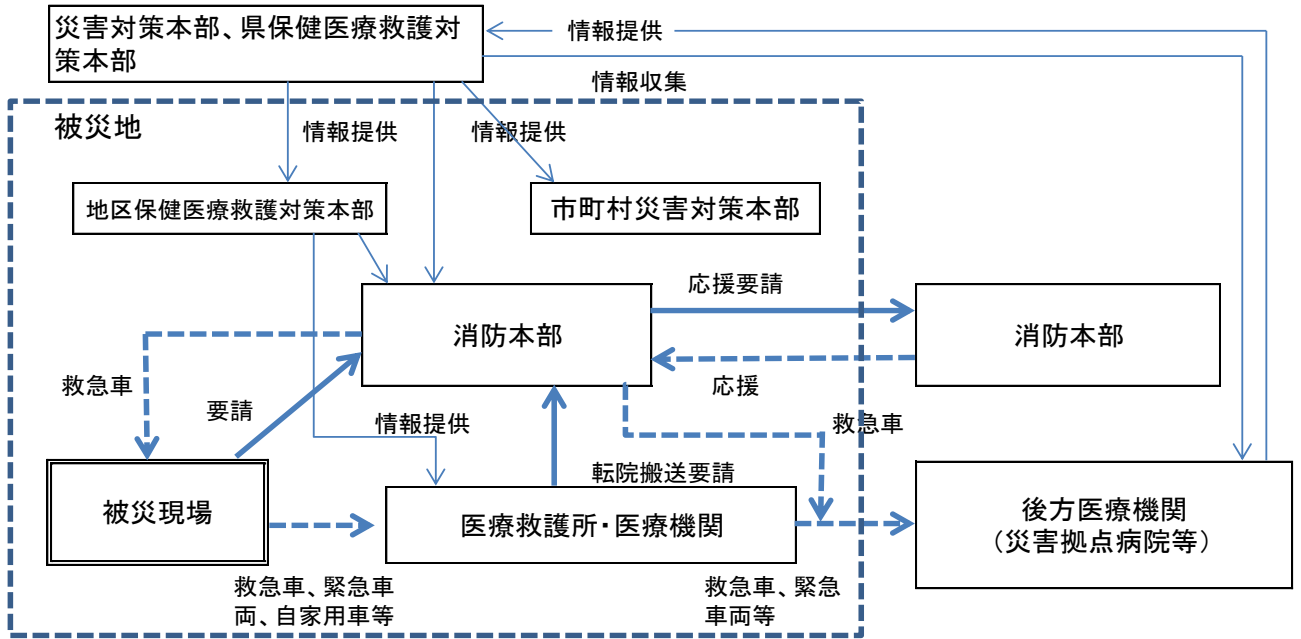 災害対策本部、県保健医療救護対
策本部
情報提供
情報収集
被災地
情報提供
情報提供
地区保健医療救護対策本部
市町村災害対策本部
応援要請
消防本部
消防本部
救急車
応援
要請
情報提供
救急車
転院搬送要請
被災現場
医療救護所・医療機関
後方医療機関
（災害拠点病院等）
救急車、緊急車
両、自家用車等
救急車、緊急
車両等